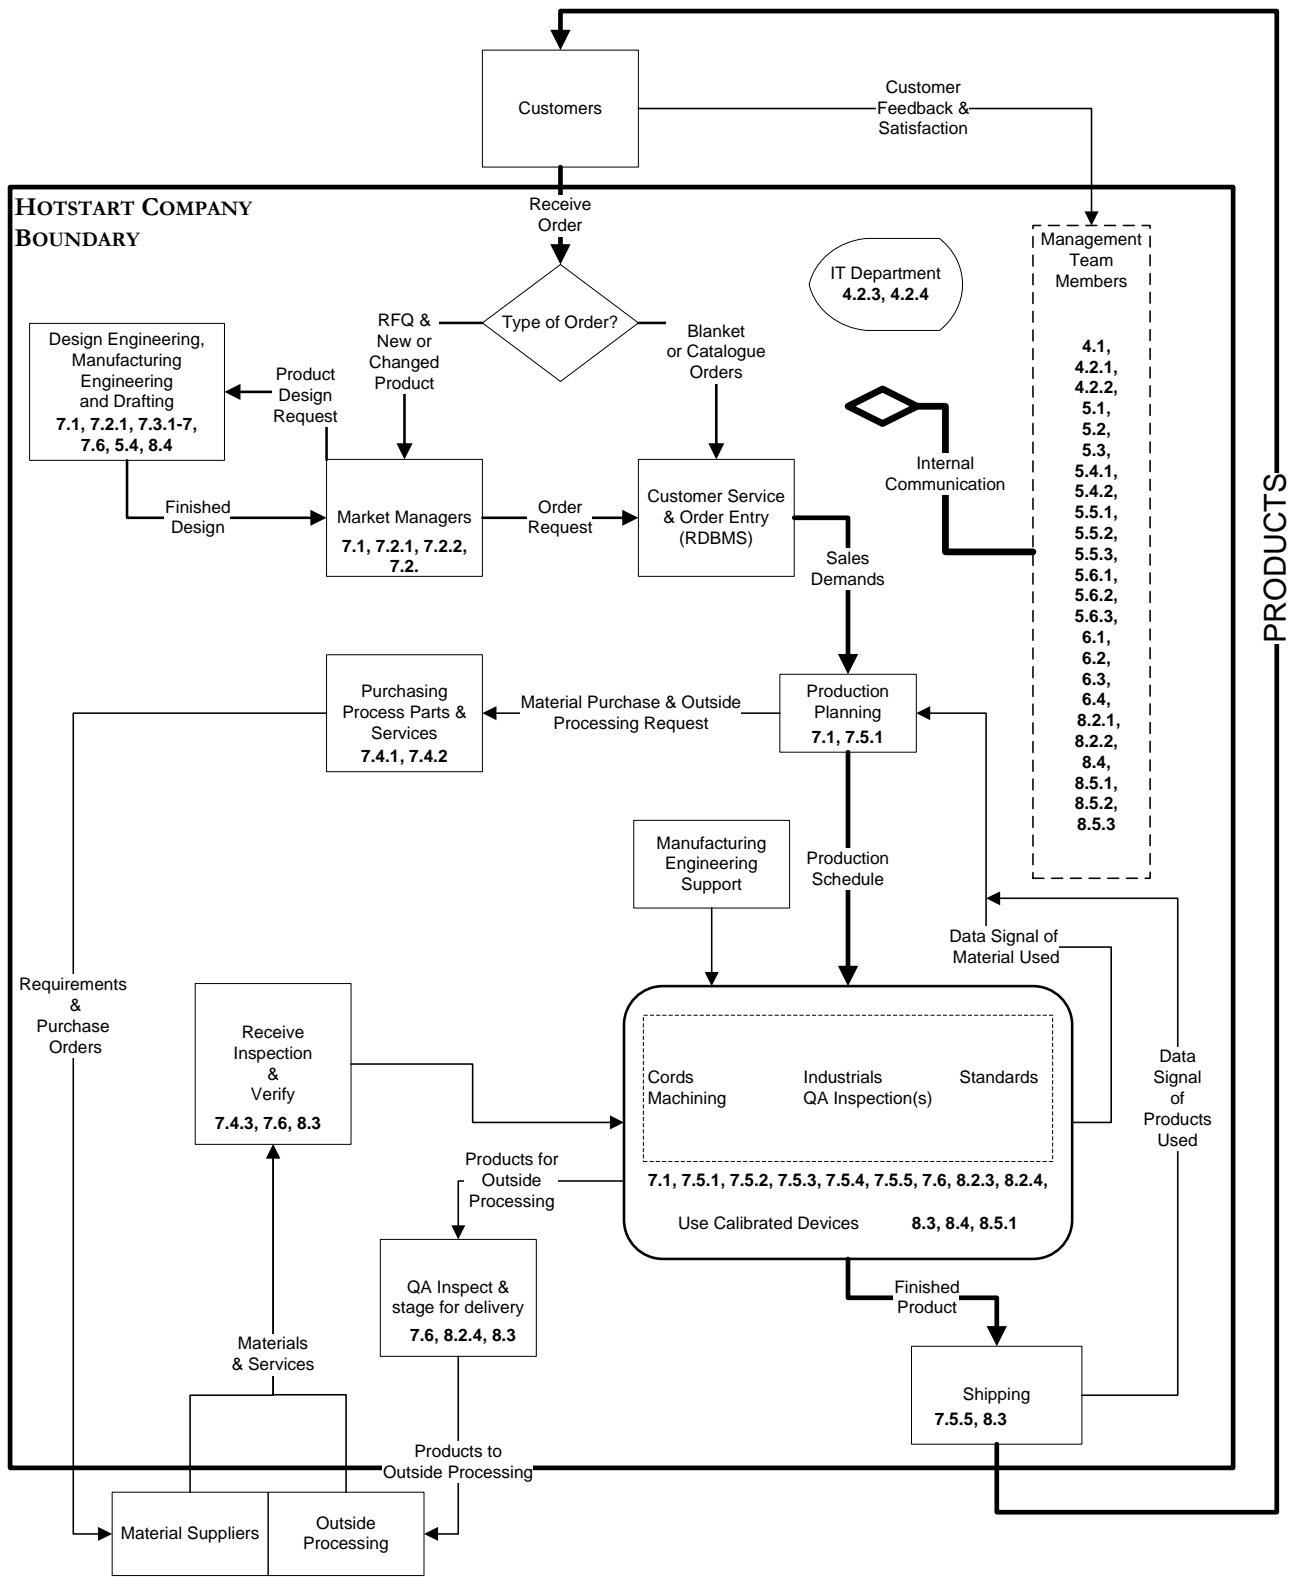 Customers
Customer
Feedback &
Satisfaction
HOTSTART COMPANY
BOUNDARY
Receive
Order
Management
Team
Members
4.1,
4.2.1,
4.2.2,
5.1,
5.2,
5.3,
5.4.1,
5.4.2,
5.5.1,
5.5.2,
5.5.3,
5.6.1,
5.6.2,
5.6.3,
6.1,
6.2,
6.3,
6.4,
8.2.1,
8.2.2,
8.4,
8.5.1,
8.5.2,
8.5.3
IT Department
4.2.3, 4.2.4
Type of Order?
RFQ &
New or
Changed
Product
Blanket
or Catalogue
Orders
Design Engineering,
Manufacturing
Engineering
and Drafting
7.1, 7.2.1, 7.3.1-7,
7.6, 5.4, 8.4
Product
Design
Request
Internal
Communication
Finished
Design
Market Managers
7.1, 7.2.1, 7.2.2,
7.2.
Order
Request
Customer Service
& Order Entry
(RDBMS)
Sales
Demands
PRODUCTS
Purchasing
Process Parts &
Services
7.4.1, 7.4.2
Material Purchase & Outside
Processing Request
Production
Planning
7.1, 7.5.1
Manufacturing
Engineering
Support
Production
Schedule
Data Signal of
Material Used
Requirements
&
Purchase
Orders
Receive
Inspection
&
Verify
7.4.3, 7.6, 8.3
Cords
Machining
Industrials
QA Inspection(s)
Standards
7.1, 7.5.1, 7.5.2, 7.5.3, 7.5.4, 7.5.5, 7.6, 8.2.3, 8.2.4,
Use Calibrated Devices 8.3, 8.4, 8.5.1
Data
Signal
of
Products
Used
Products for
Outside
Processing
QA Inspect &
stage for delivery
7.6, 8.2.4, 8.3
Finished
Product
Materials
& Services
Shipping
7.5.5, 8.3
Products to
Outside Processing
Material Suppliers
Outside
Processing